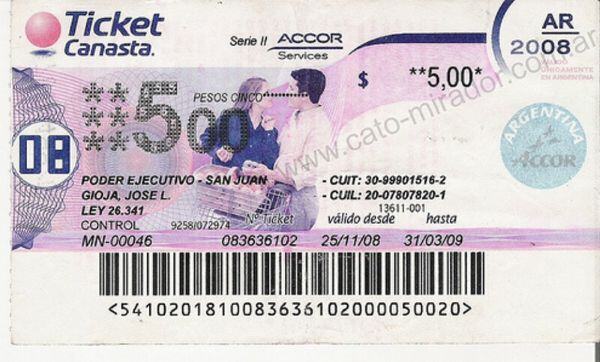 Ticket
Canasta.
Serie II
ACCOR
Services
AR
2008
VÁLIDO
ÚNICAMENTE
EN ARGENTINA
$ **5,00*
PESOS CINCO************
***
***500
08
www.cato-mirador.com.ar
ARGENTINA
ACCOR
PODER EJECUTIVO - SAN JUAN - CUIT: 30-99901516-2
GIOJA, JOSE L. - CUIL: 20-07807820-1
LEY 26.341 13611-001
CONTROL 9258/072974 Nº Ticket válido desde hasta
MN-00046 083636102 25/11/08 31/03/09
<541020181008363610200005002​0>